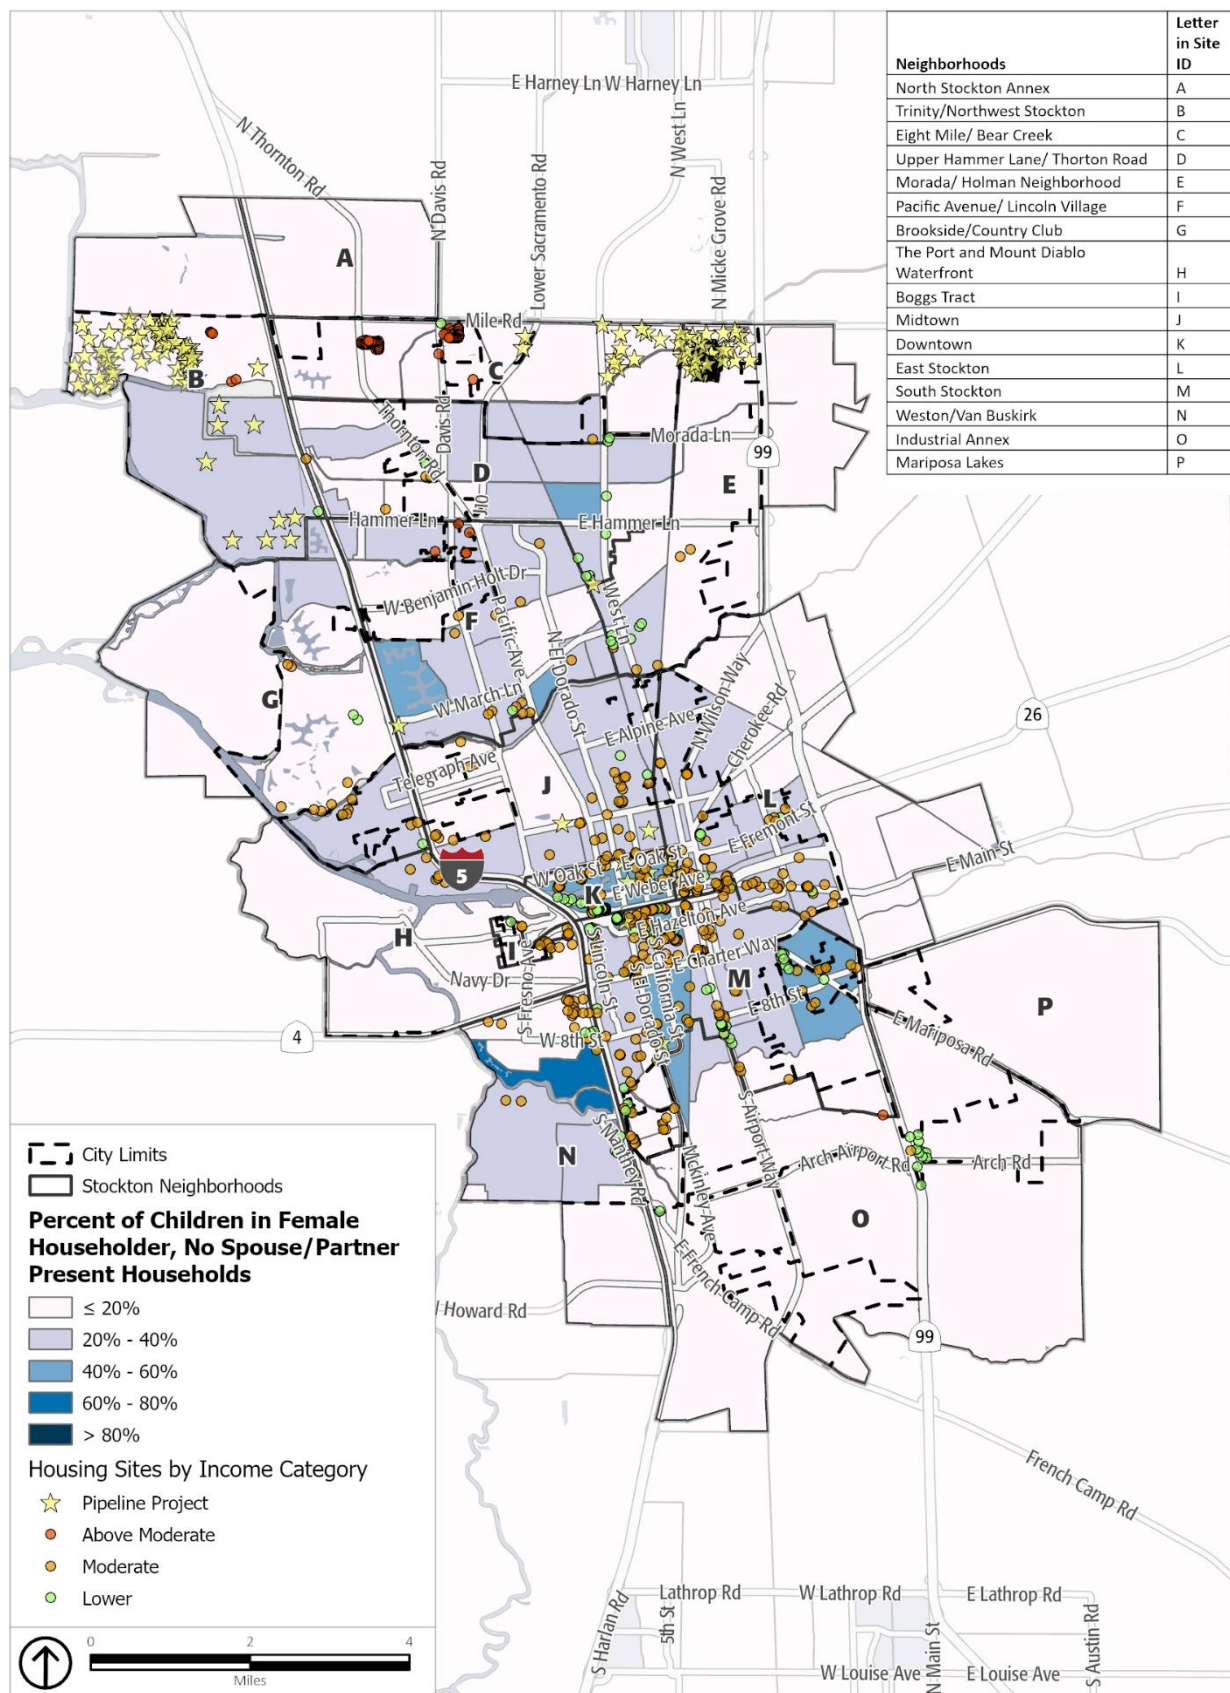 Neighborhoods Letter in Site ID
North Stockton Annex A
Trinity/Northwest Stockton B
Eight Mile/ Bear Creek C
Upper Hammer Lane/ Thorton Road D
Morada/ Holman Neighborhood E
Pacific Avenue/ Lincoln Village F
Brookside/Country Club G
The Port and Mount Diablo
Waterfront H
Boggs Tract I
Midtown J
Downtown K
East Stockton L
South Stockton M
Weston/Van Buskirk N
Industrial Annex O
Mariposa Lakes P
E Harney Ln W Harney Ln
N Thornton Rd
N Davis Rd
Lower Sacramento Rd
N West Ln
N Micke Grove Rd
A
Mile Rd
B
C
Thornton Rd
Davis Rd
Morada Ln
99
D
E
Hammer Ln
E Hammer Ln
W Benjamin Holt Dr
F
Pacific Ave
West Ln
N El Dorado St
G
W March Ln
E Alpine Ave
N Wilson Way
Cherokee Rd
26
Telegraph Ave
J
L
E Fremont St
E Main St
5
W Oak St
E Oak St
K
E Weber Ave
E Hazelton Ave
H
I
S Fresno Ave
Navy Dr
S Lincoln St
S El Dorado St
S California St
E Charter Way
M
E 8th St
P
4
W 8th St
E Mariposa Rd
N
S Manthey Rd
Mckinley Ave
S Airport Way
Arch Airport Rd
Arch Rd
O
E French Camp Rd
Howard Rd
99
French Camp Rd
Lathrop Rd
W Lathrop Rd
E Lathrop Rd
S Harlan Rd
5th St
N Main St
S Austin Rd
W Louise Ave
E Louise Ave
City Limits
Stockton Neighborhoods
Percent of Children in Female
Householder, No Spouse/Partner
Present Households
≤ 20%
20% - 40%
40% - 60%
60% - 80%
> 80%
Housing Sites by Income Category
Pipeline Project
Above Moderate
Moderate
Lower
0 2 4
Miles